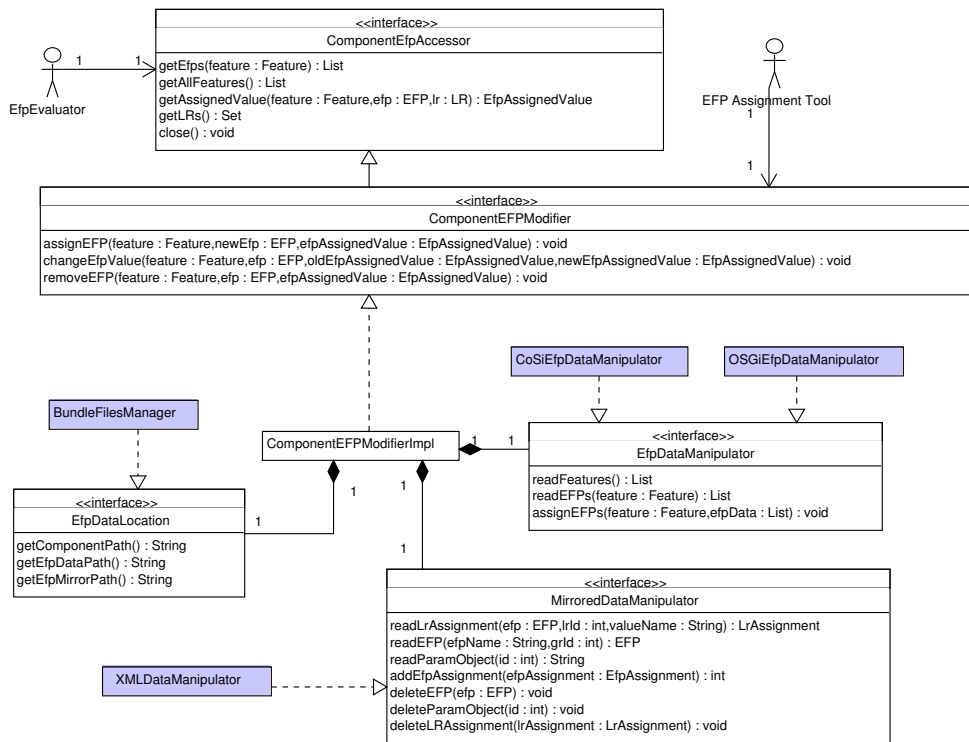 <<interface>>
ComponentEfpAccessor
getEfps(feature : Feature) : List
getAllFeatures() : List
getAssignedValue(feature : Feature,efp : EFP,lr : LR) : EfpAssignedValue
getLRs() : Set
close() : void
1
1
EfpEvaluator
EFP Assignment Tool
1
1
<<interface>>
ComponentEFPModifier
assignEFP(feature : Feature,newEfp : EFP,efpAssignedValue : EfpAssignedValue) : void
changeEfpValue(feature : Feature,efp : EFP,oldEfpAssignedValue : EfpAssignedValue,newEfpAssignedValue : EfpAssignedValue) : void
removeEFP(feature : Feature,efp : EFP,efpAssignedValue : EfpAssignedValue) : void
CoSiEfpDataManipulator
OSGiEfpDataManipulator
BundleFilesManager
ComponentEFPModifierImpl
1
1
1
1
<<interface>>
EfpDataManipulator
readFeatures() : List
readEFPs(feature : Feature) : List
assignEFPs(feature : Feature,efpData : List) : void
<<interface>>
EfpDataLocation
getComponentPath() : String
getEfpDataPath() : String
getEfpMirrorPath() : String
1
1
<<interface>>
MirroredDataManipulator
readLrAssignment(efp : EFP,lrId : int,valueName : String) : LrAssignment
readEFP(efpName : String,grId : int) : EFP
readParamObject(id : int) : String
addEfpAssignment(efpAssignment : EfpAssignment) : int
deleteEFP(efp : EFP) : void
deleteParamObject(id : int) : void
deleteLRAssignment(lrAssignment : LrAssignment) : void
XMLDataManipulator